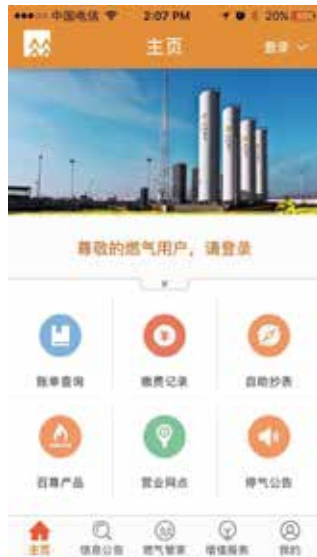 中国电信 2:07 PM 20%
主页 登录
尊敬的燃气用户，请登录
账单查询 缴费记录 自助抄表
百尊产品 营业网点 停气公告
主页 信息公告 燃气管家 增值服务 我的